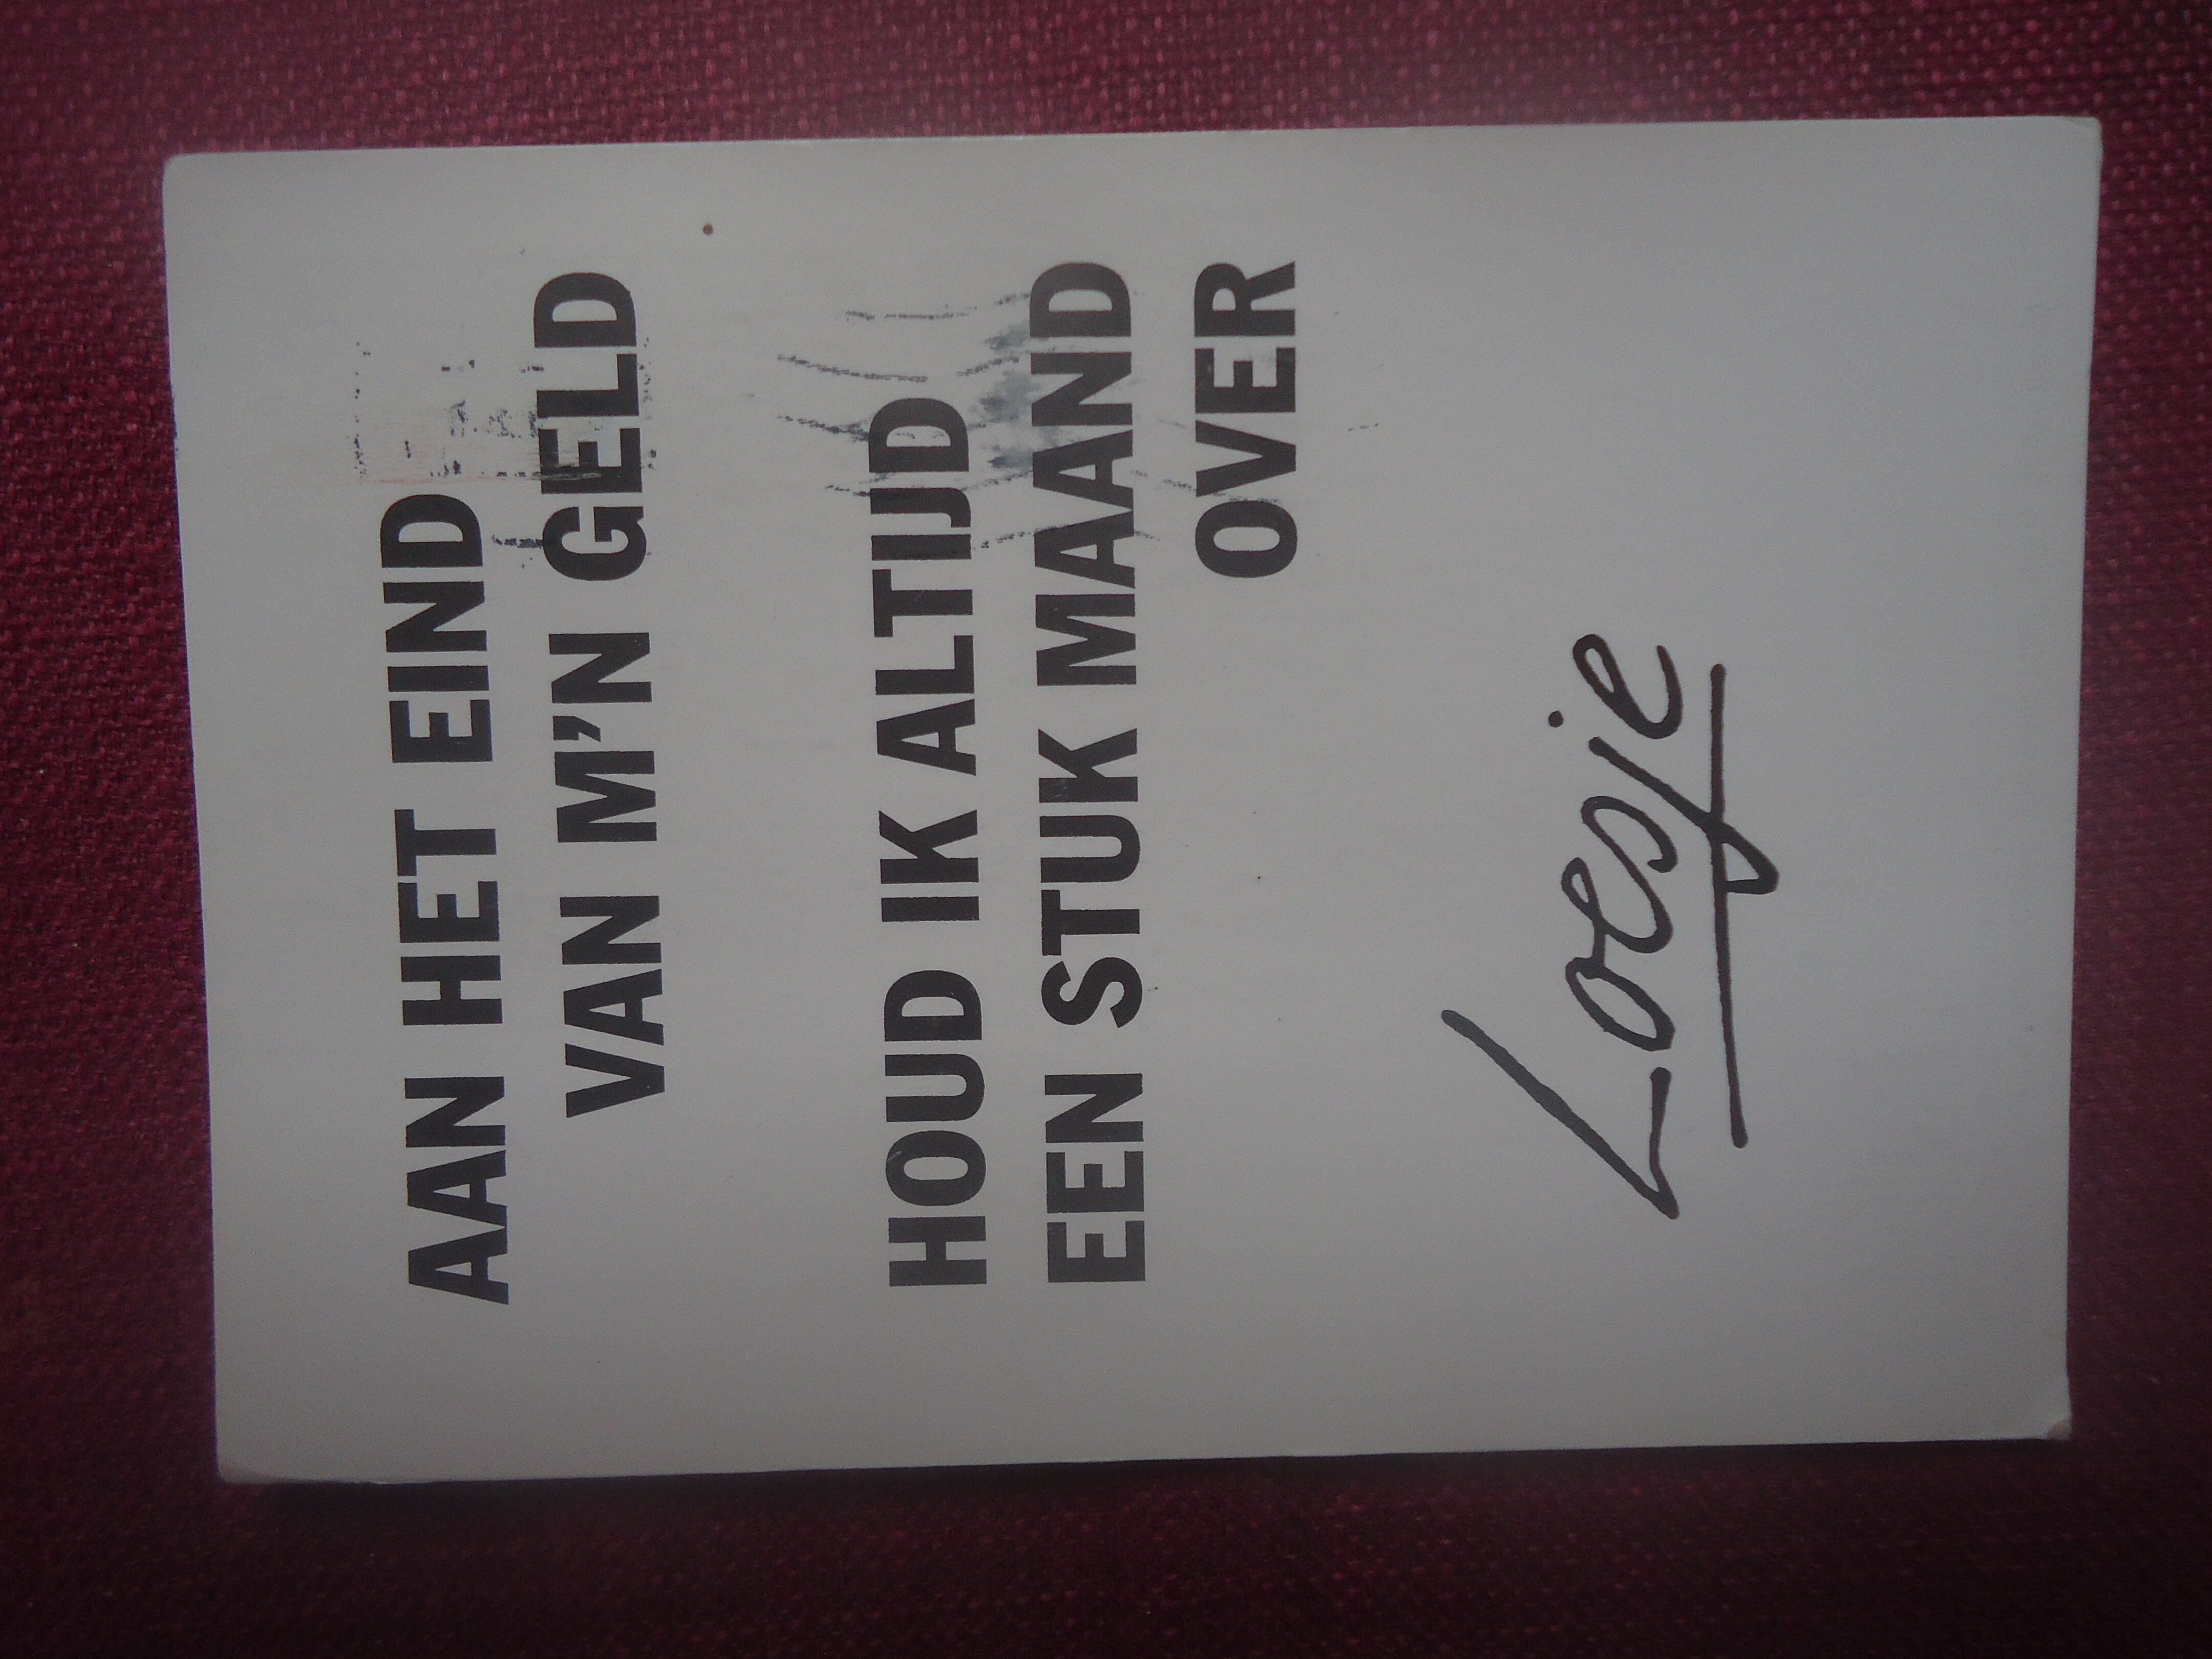 AAN HET EIND
VAN M'N GELD
HOUD IK ALTIJD
EEN STUK MAAND
OVER
Loesje